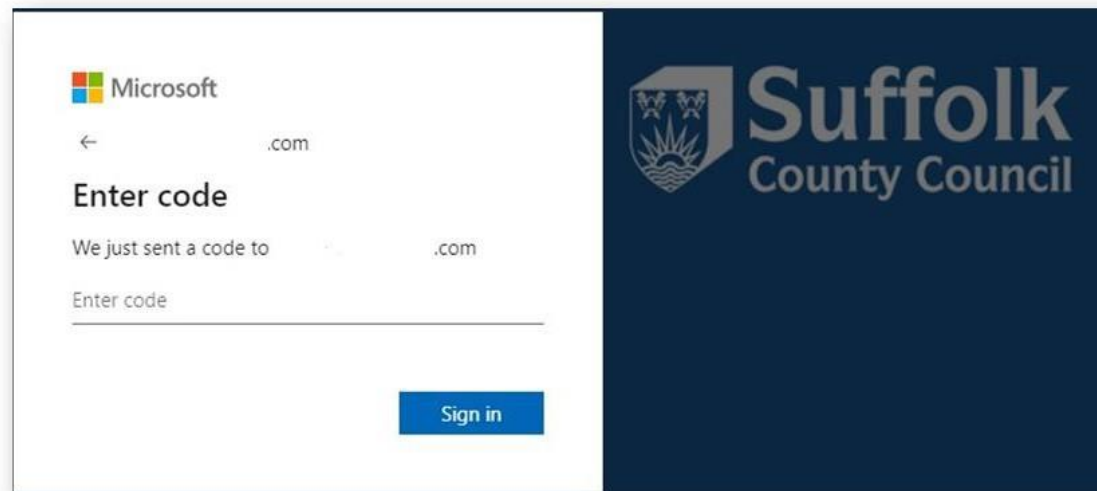 Microsoft
← .com
Enter code
We just sent a code to .com
Enter code
Sign in
Suffolk
County Council